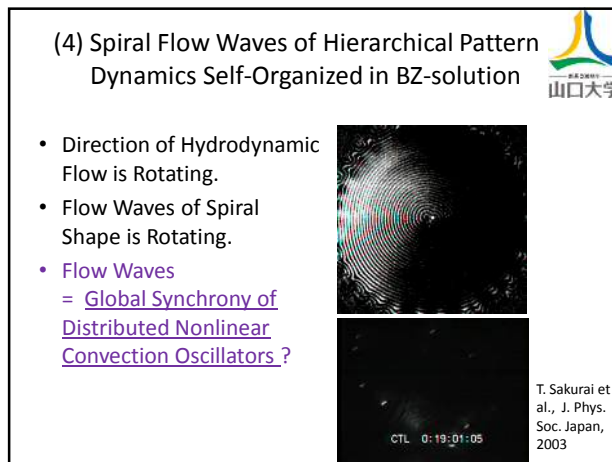 (4) Spiral Flow Waves of Hierarchical Pattern
Dynamics Self-Organized in BZ-solution
山口大学
• Direction of Hydrodynamic
Flow is Rotating.
• Flow Waves of Spiral
Shape is Rotating.
• Flow Waves
= Global Synchrony of
Distributed Nonlinear
Convection Oscillators ?
CTL 0:19:01:05
T. Sakurai et
al., J. Phys.
Soc. Japan,
2003